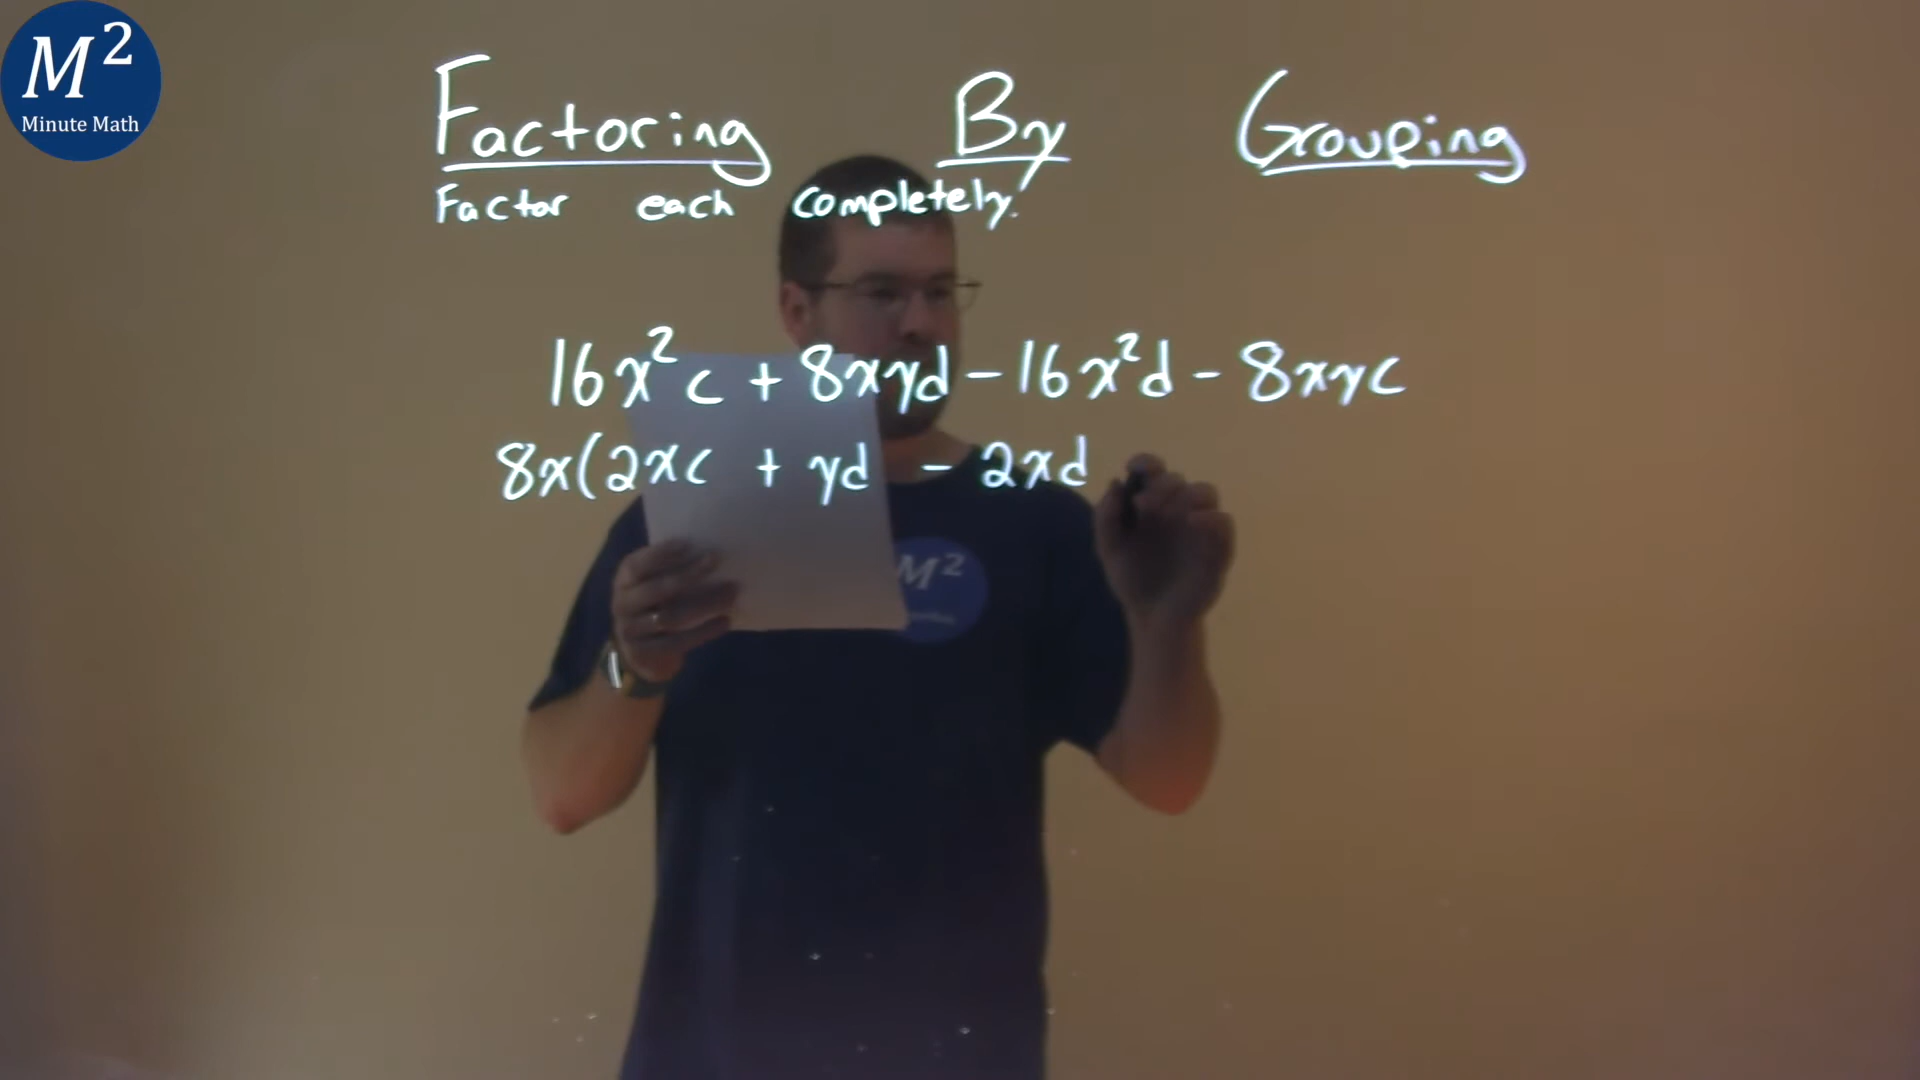 M²
Minute Math
Factoring By Grouping
Factor each completely.
16x²c + 8xyd - 16x²d - 8xyc
8x(2xc + yd - 2xd
M²